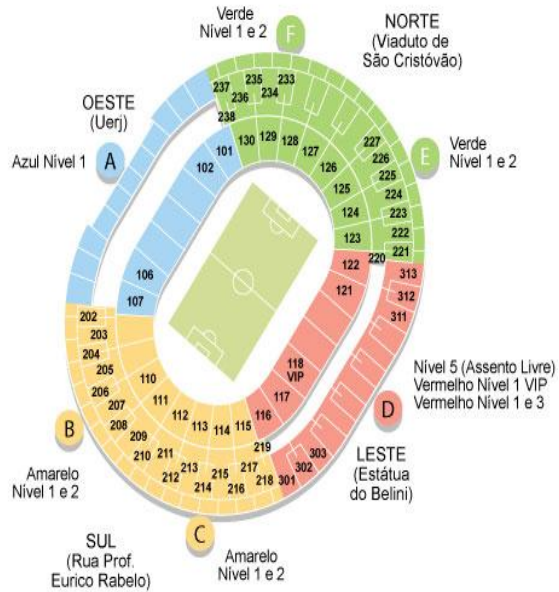 Verde
Nível 1 e 2
F
NORTE
(Viaduto de
São Cristóvão)
OESTE
(Uerj)
Azul Nível 1
A
237
236
235
234
233
238
130
129
128
127
126
125
124
123
227
226
225
224
223
222
221
220
E
Verde
Nível 1 e 2
101
102
106
107
122
121
118
VIP
117
116
313
312
311
303
302
301
Nível 5 (Assento Livre)
Vermelho Nível 1 VIP
Vermelho Nível 1 e 3
D
LESTE
(Estátua
do Belini)
202
203
204
205
206
207
208
209
210
211
212
213
214
215
216
217
218
219
110
111
112
113
114
115
B
Amarelo
Nível 1 e 2
C
Amarelo
Nível 1 e 2
SUL
(Rua Prof.
Eurico Rabelo)